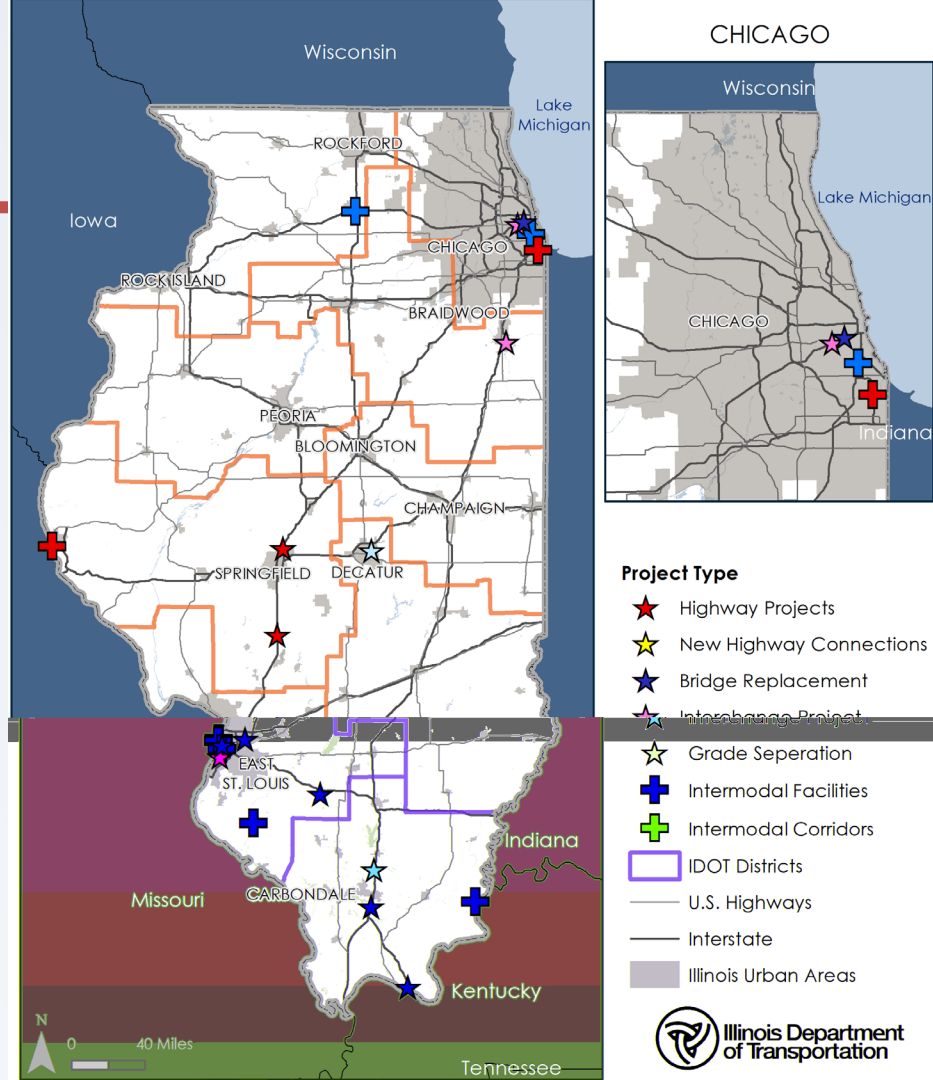 CHICAGO
Wisconsin
Wisconsin
Lake
Michigan
ROCKFORD
Lake Michigan
Iowa
CHICAGO
ROCK ISLAND
BRAIDWOOD
CHICAGO
PEORIA
Indiana
BLOOMINGTON
CHAMPAIGN
SPRINGFIELD
DECATUR
Project Type
Highway Projects
New Highway Connections
Bridge Replacement
Interchange Project
Grade Seperation
EAST
ST. LOUIS
Intermodal Facilities
Intermodal Corridors
Indiana
IDOT Districts
Missouri
CARBONDALE
U.S. Highways
Interstate
Illinois Urban Areas
Kentucky
N
0 40 Miles
Tennessee
Illinois Department
of Transportation